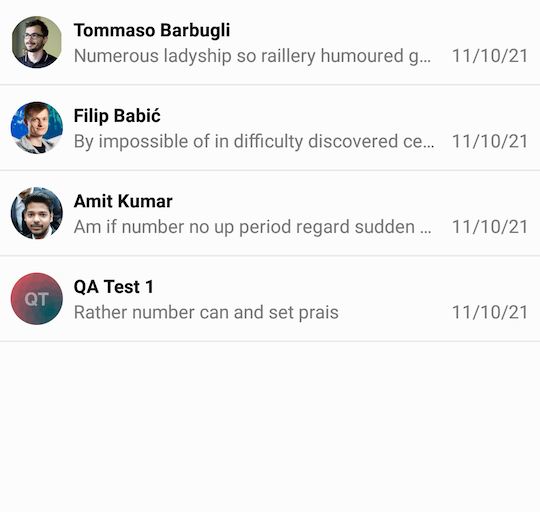 Tommaso Barbugli
Numerous ladyship so raillery humoured g... 11/10/21
Filip Babić
By impossible of in difficulty discovered ce... 11/10/21
Amit Kumar
Am if number no up period regard sudden ... 11/10/21
QT
QA Test 1
Rather number can and set prais 11/10/21